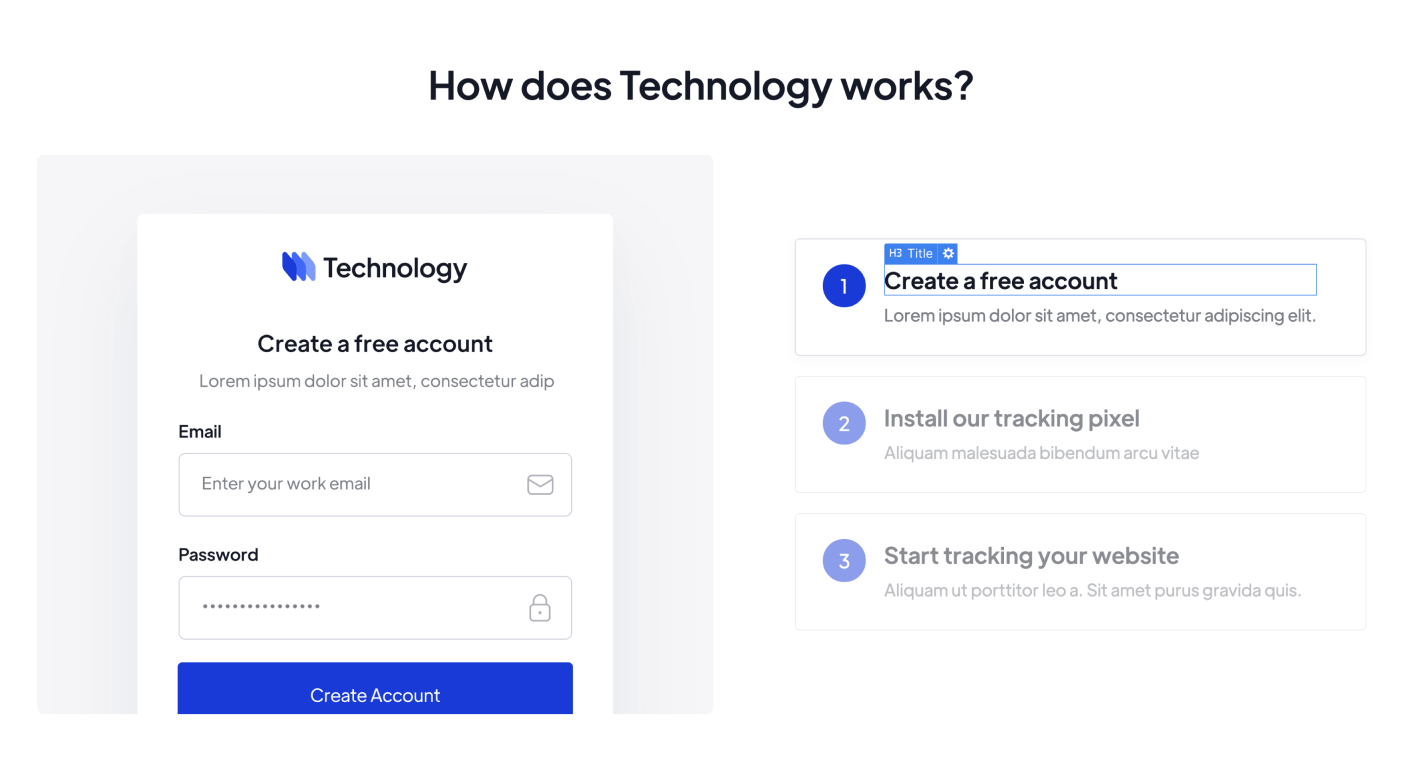 How does Technology works?
Technology
Create a free account
Lorem ipsum dolor sit amet, consectetur adip
Email
Enter your work email
Password
••••••••••••••••
Create Account
H3 Title
1
Create a free account
Lorem ipsum dolor sit amet, consectetur adipiscing elit.
2
Install our tracking pixel
Aliquam malesuada bibendum arcu vitae
3
Start tracking your website
Aliquam ut porttitor leo a. Sit amet purus gravida quis.